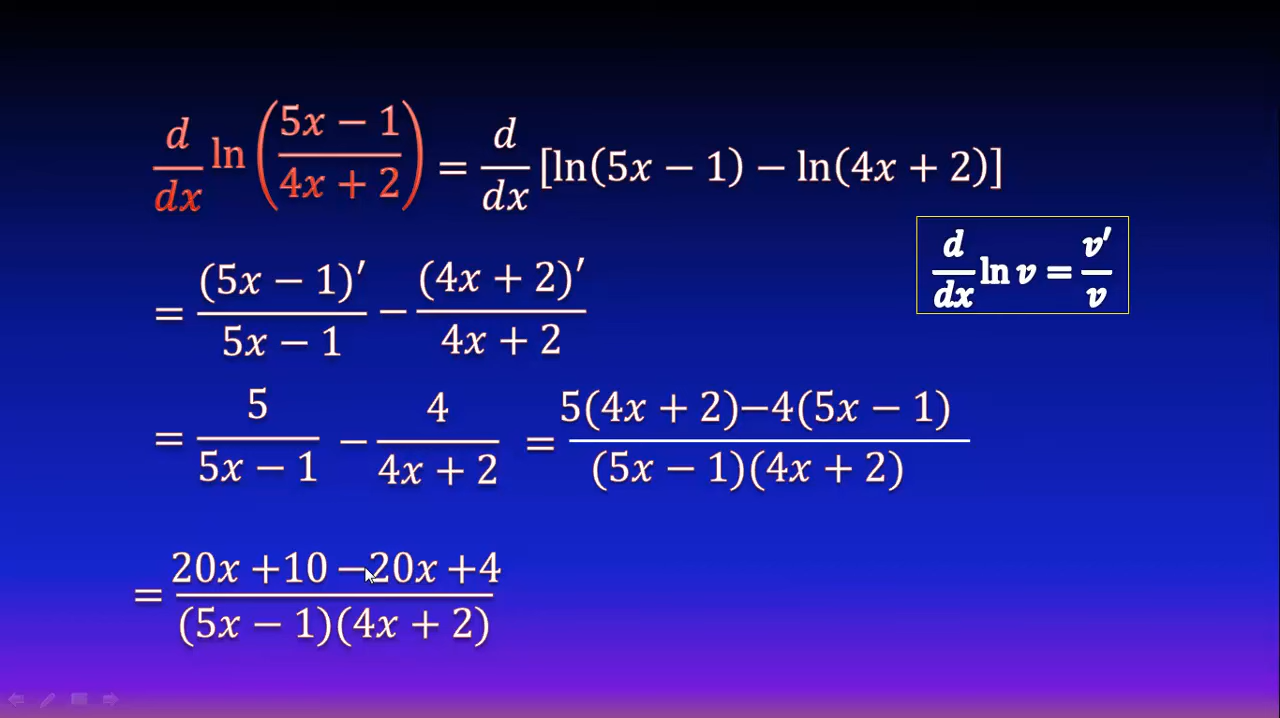 d/dx ln((5x − 1)/(4x + 2)) = d/dx [ln(5x − 1) − ln(4x + 2)]
d/dx ln v = v′/v
= (5x − 1)′/(5x − 1) − (4x + 2)′/(4x + 2)
= 5/(5x − 1) − 4/(4x + 2) = (5(4x + 2)−4(5x − 1))/((5x − 1)(4x + 2))
= (20x +10 −20x +4)/((5x − 1)(4x + 2))